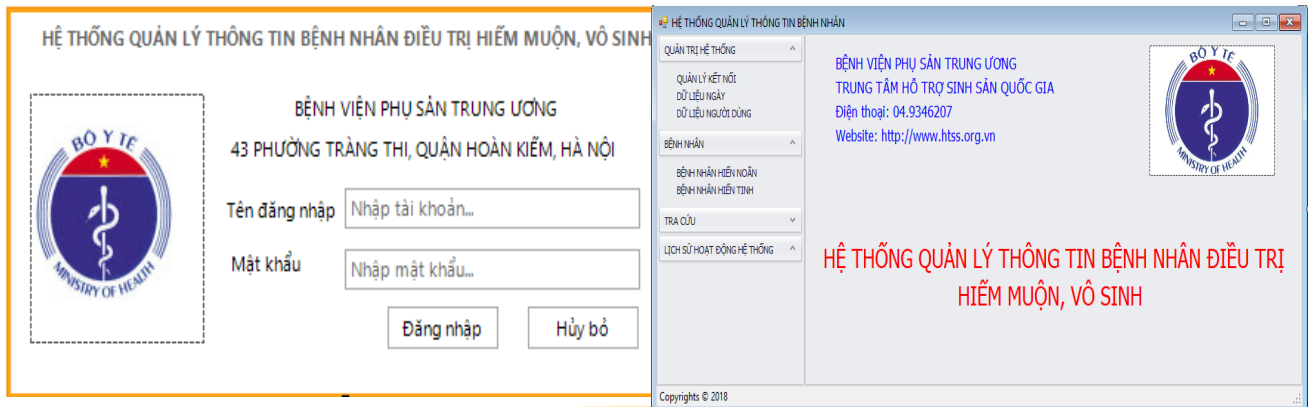 HỆ THỐNG QUẢN LÝ THÔNG TIN BỆNH NHÂN ĐIỀU TRỊ HIẾM MUỘN, VÔ SINH
BỘ Y TẾ
MINISTRY OF HEALTH
BỆNH VIỆN PHỤ SẢN TRUNG ƯƠNG
43 PHƯỜNG TRÀNG THI, QUẬN HOÀN KIẾM, HÀ NỘI
Tên đăng nhập
Nhập tài khoản...
Mật khẩu
Nhập mật khẩu...
Đăng nhập
Hủy bỏ
HỆ THỐNG QUẢN LÝ THÔNG TIN BỆNH NHÂN
QUẢN TRỊ HỆ THỐNG
QUẢN LÝ KẾT NỐI
DỮ LIỆU NGÀY
DỮ LIỆU NGƯỜI DÙNG
BỆNH NHÂN
BỆNH NHÂN HIẾN NOÃN
BỆNH NHÂN HIẾN TINH
TRA CỨU
LỊCH SỬ HOẠT ĐỘNG HỆ THỐNG
BỆNH VIỆN PHỤ SẢN TRUNG ƯƠNG
TRUNG TÂM HỖ TRỢ SINH SẢN QUỐC GIA
Điện thoại: 04.9346207
Website: http://www.htss.org.vn
BỘ Y TẾ
MINISTRY OF HEALTH
HỆ THỐNG QUẢN LÝ THÔNG TIN BỆNH NHÂN ĐIỀU TRỊ
HIẾM MUỘN, VÔ SINH
Copyrights © 2018